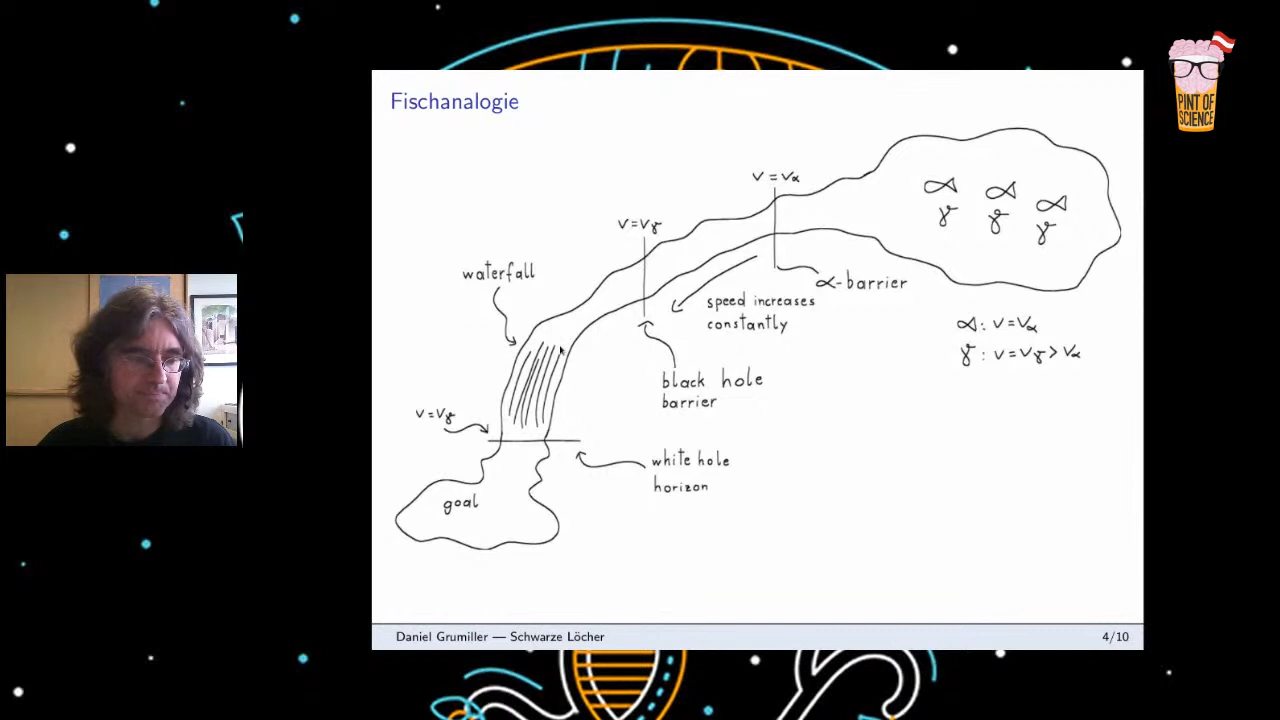 PINT OF
SCIENCE
Fischanalogie
v = vα
α α α
v = vγ
γ γ γ
waterfall
α-barrier
speed increases
constantly
α: v = vα
γ: v = vγ > vα
black hole
barrier
v = vγ
white hole
horizon
goal
Daniel Grumiller — Schwarze Löcher
4/10